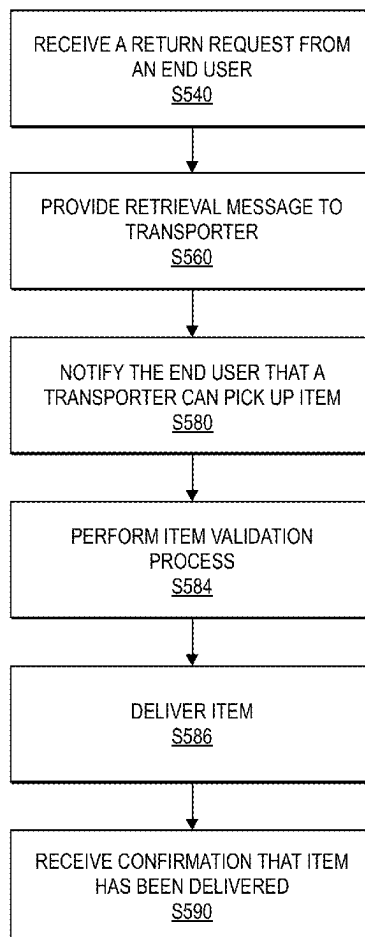 RECEIVE A RETURN REQUEST FROM
AN END USER
S540
PROVIDE RETRIEVAL MESSAGE TO
TRANSPORTER
S560
NOTIFY THE END USER THAT A
TRANSPORTER CAN PICK UP ITEM
S580
PERFORM ITEM VALIDATION
PROCESS
S584
DELIVER ITEM
S586
RECEIVE CONFIRMATION THAT ITEM
HAS BEEN DELIVERED
S590